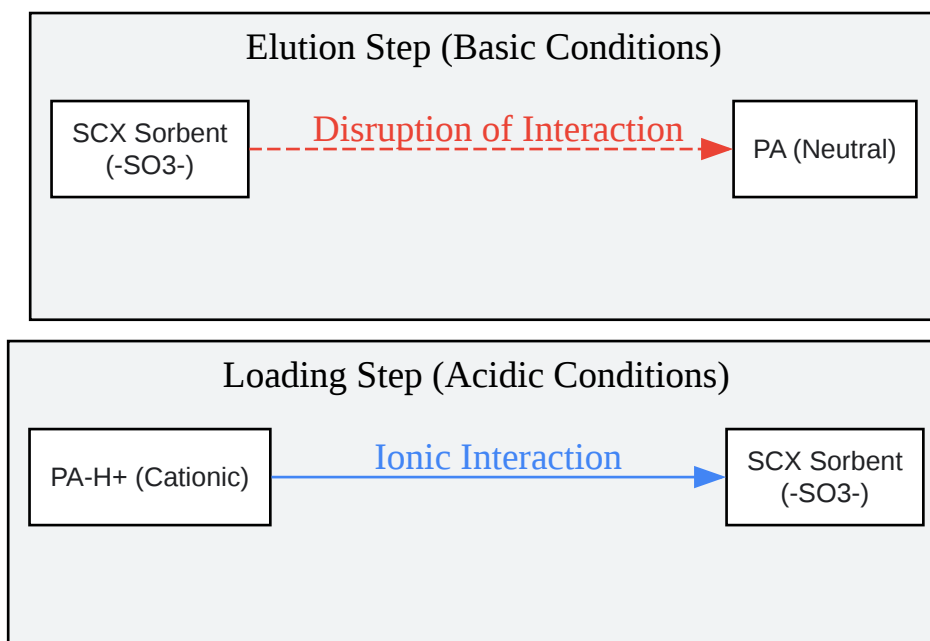 Elution Step (Basic Conditions)
SCX Sorbent
(-SO3-)
Disruption of Interaction
PA (Neutral)
Loading Step (Acidic Conditions)
PA-H+ (Cationic)
Ionic Interaction
SCX Sorbent
(-SO3-)